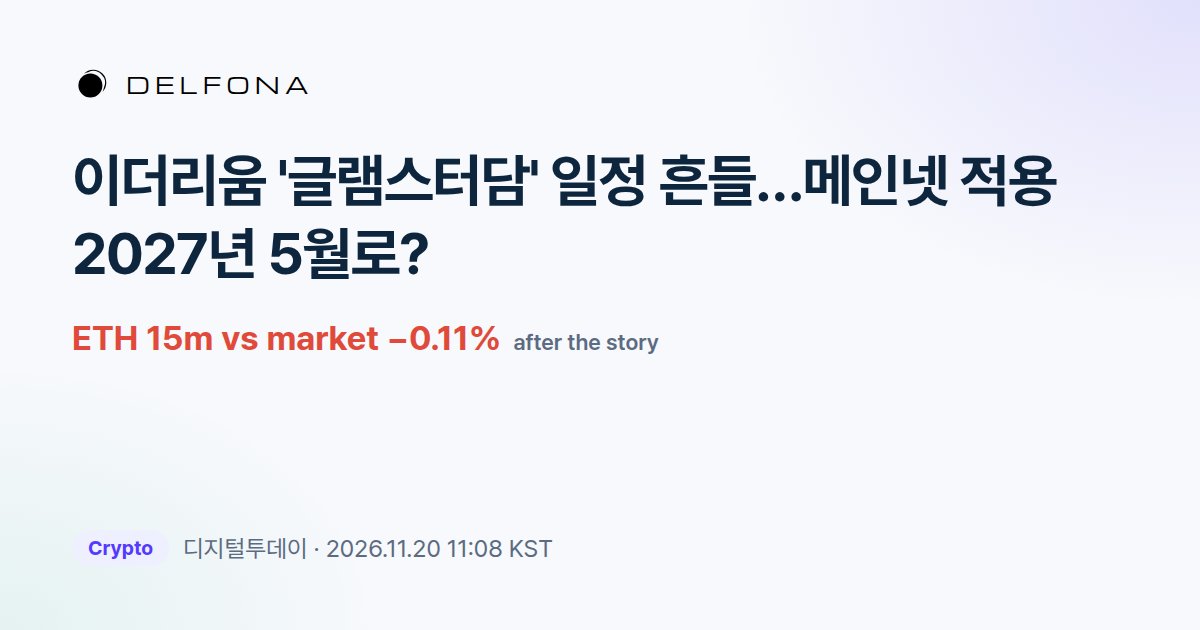 DELFONA
이더리움 '글램스터담' 일정 흔들…메인넷 적용
2027년 5월로?
ETH 15m vs market −0.11% after the story
Crypto 디지털투데이 · 2026.11.20 11:08 KST